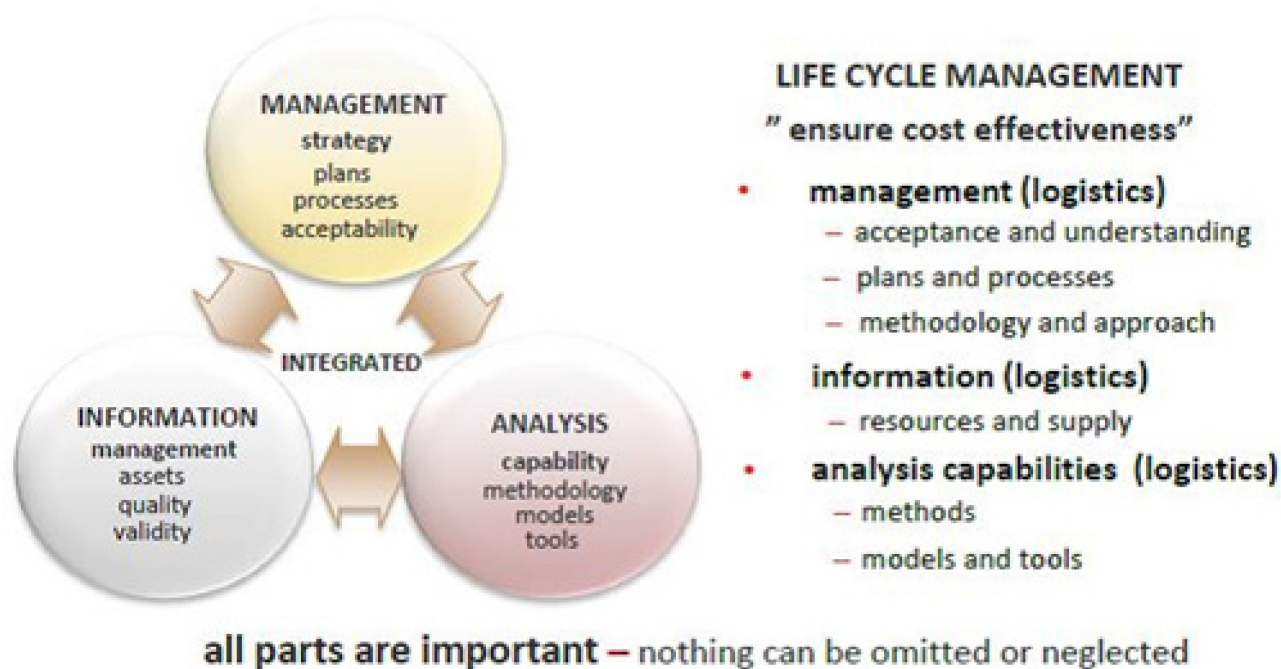 MANAGEMENT
strategy
plans
processes
acceptability
INTEGRATED
INFORMATION
management
assets
quality
validity
ANALYSIS
capability
methodology
models
tools
LIFE CYCLE MANAGEMENT
” ensure cost effectiveness”
• management (logistics)
– acceptance and understanding
– plans and processes
– methodology and approach
• information (logistics)
– resources and supply
• analysis capabilities (logistics)
– methods
– models and tools
all parts are important – nothing can be omitted or neglected